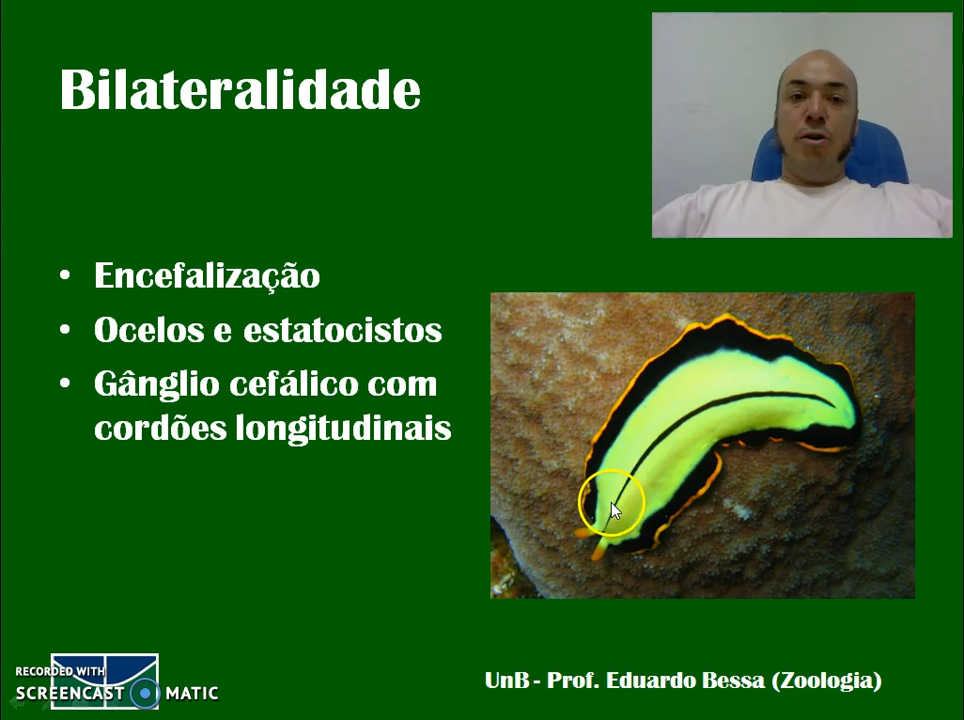 Bilateralidade
• Encefalização
• Ocelos e estatocistos
• Gânglio cefálico com
cordões longitudinais
RECORDED WITH
SCREENCAST MATIC
UnB - Prof. Eduardo Bessa (Zoologia)